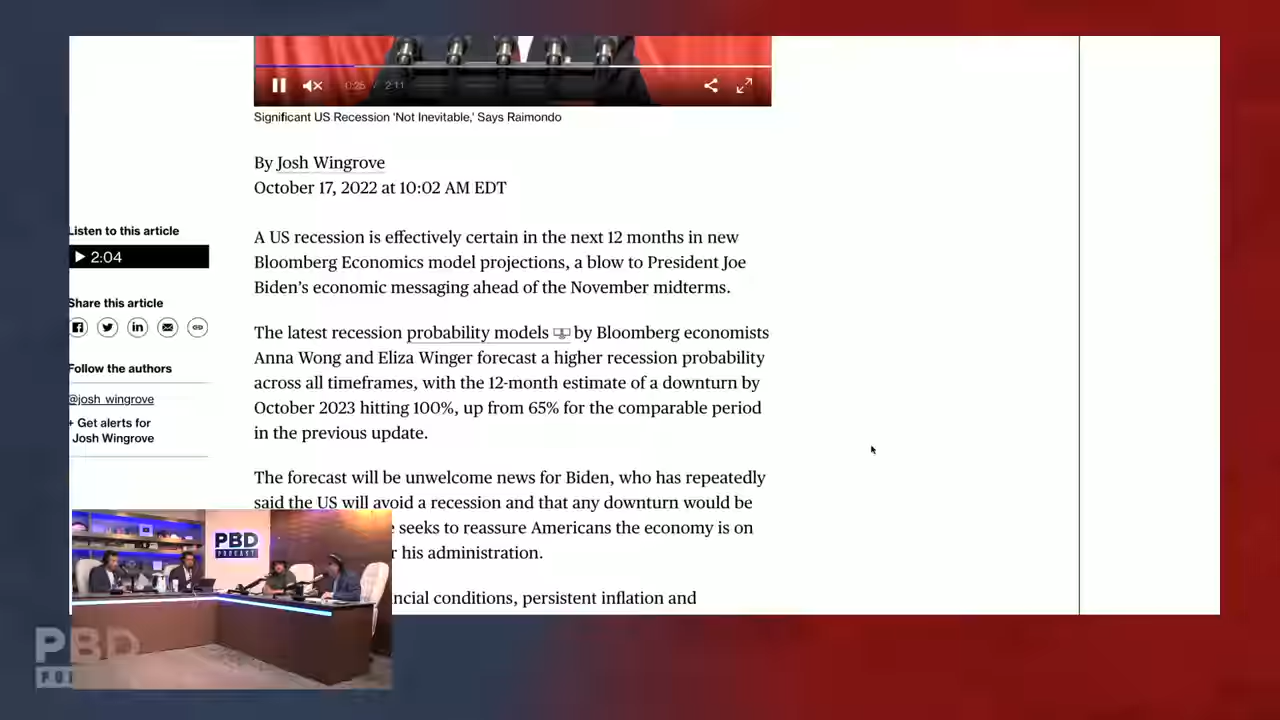 0:25 / 2:11
Significant US Recession 'Not Inevitable,' Says Raimondo
By Josh Wingrove
October 17, 2022 at 10:02 AM EDT
Listen to this article
2:04
Share this article
Follow the authors
@josh_wingrove
+ Get alerts for
Josh Wingrove
A US recession is effectively certain in the next 12 months in new
Bloomberg Economics model projections, a blow to President Joe
Biden’s economic messaging ahead of the November midterms.
The latest recession probability models by Bloomberg economists
Anna Wong and Eliza Winger forecast a higher recession probability
across all timeframes, with the 12-month estimate of a downturn by
October 2023 hitting 100%, up from 65% for the comparable period
in the previous update.
The forecast will be unwelcome news for Biden, who has repeatedly
said the US will avoid a recession and that any downturn would be
seeks to reassure Americans the economy is on
his administration.
conditions, persistent inflation and
PBD
PODCAST
PBD